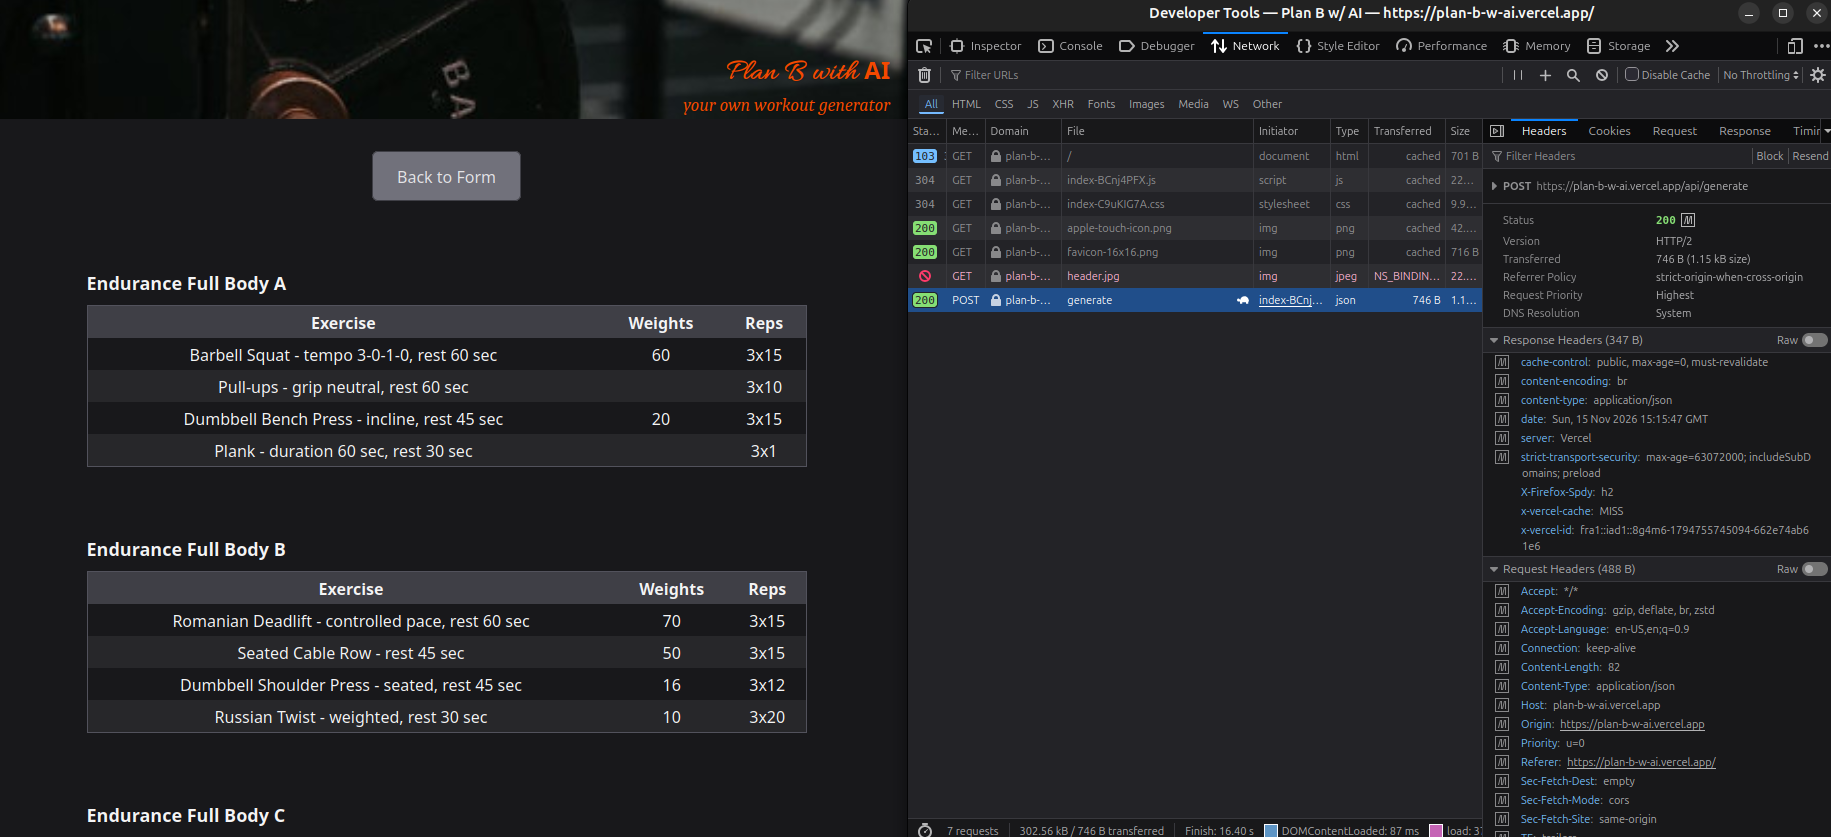 BA
Plan B with AI
your own workout generator
Back to Form
Endurance Full Body A
Exercise Weights Reps
Barbell Squat - tempo 3-0-1-0, rest 60 sec 60 3x15
Pull-ups - grip neutral, rest 60 sec 3x10
Dumbbell Bench Press - incline, rest 45 sec 20 3x15
Plank - duration 60 sec, rest 30 sec 3x1
Endurance Full Body B
Exercise Weights Reps
Romanian Deadlift - controlled pace, rest 60 sec 70 3x15
Seated Cable Row - rest 45 sec 50 3x15
Dumbbell Shoulder Press - seated, rest 45 sec 16 3x12
Russian Twist - weighted, rest 30 sec 10 3x20
Endurance Full Body C
Developer Tools — Plan B w/ AI — https://plan-b-w-ai.vercel.app/
Inspector Console Debugger Network Style Editor Performance Memory Storage
Filter URLs Disable Cache No Throttling
All HTML CSS JS XHR Fonts Images Media WS Other
Sta... Me... Domain File Initiator Type Transferred Size
103 GET plan-b-... / document html cached 701 B
304 GET plan-b-... index-BCnj4PFX.js script js cached 22...
304 GET plan-b-... index-C9uKIG7A.css stylesheet css cached 9.9...
200 GET plan-b-... apple-touch-icon.png img png cached 42....
200 GET plan-b-... favicon-16x16.png img png cached 716 B
GET plan-b-... header.jpg img jpeg NS_BINDIN... 22....
200 POST plan-b-... generate index-BCnj... json 746 B 1.1...
7 requests 302.56 kB / 746 B transferred Finish: 16.40 s DOMContentLoaded: 87 ms load: 
Headers Cookies Request Response Timin
Filter Headers Block Resend
POST https://plan-b-w-ai.vercel.app/api/generate
Status 200
Version HTTP/2
Transferred 746 B (1.15 kB size)
Referrer Policy strict-origin-when-cross-origin
Request Priority Highest
DNS Resolution System
Response Headers (347 B) Raw
cache-control: public, max-age=0, must-revalidate
content-encoding: br
content-type: application/json
date: Sun, 15 Nov 2026 15:15:47 GMT
server: Vercel
strict-transport-security: max-age=63072000; includeSubD
omains; preload
X-Firefox-Spdy: h2
x-vercel-cache: MISS
x-vercel-id: fra1::iad1::8g4m6-1794755745094-662e74ab6
1e6
Request Headers (488 B) Raw
Accept: */*
Accept-Encoding: gzip, deflate, br, zstd
Accept-Language: en-US,en;q=0.9
Connection: keep-alive
Content-Length: 82
Content-Type: application/json
Host: plan-b-w-ai.vercel.app
Origin: https://plan-b-w-ai.vercel.app
Priority: u=0
Referer: https://plan-b-w-ai.vercel.app/
Sec-Fetch-Dest: empty
Sec-Fetch-Mode: cors
Sec-Fetch-Site: same-origin